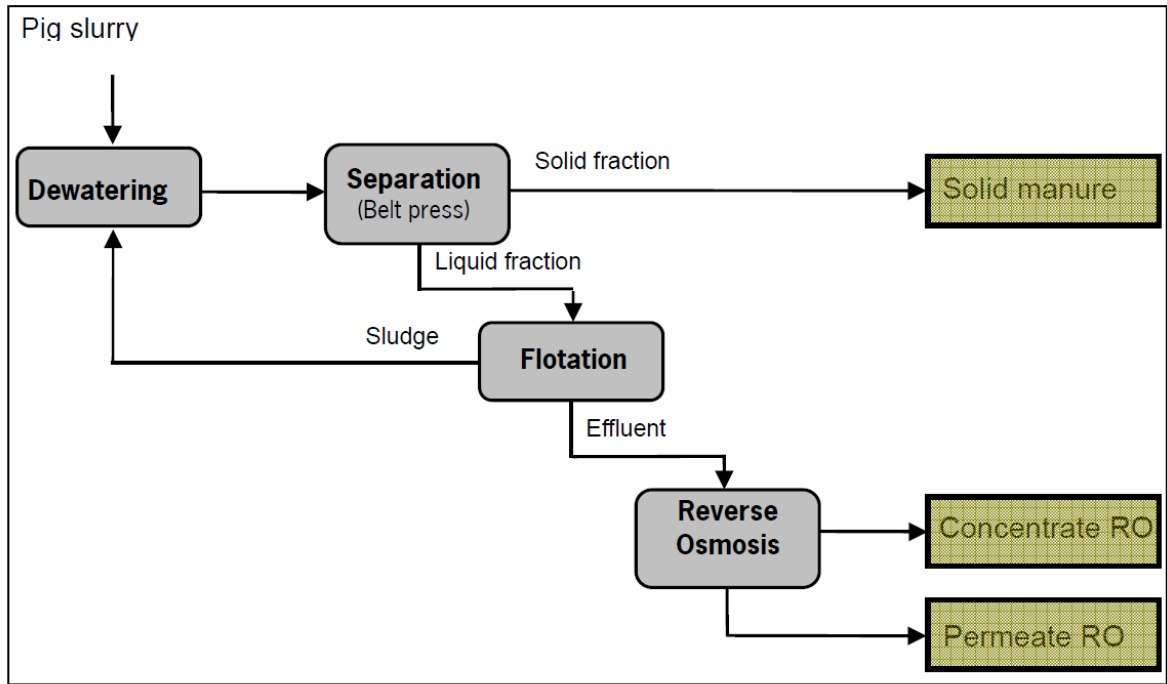 Pig slurry
Dewatering
Separation
(Belt press)
Solid fraction
Solid manure
Liquid fraction
Sludge
Flotation
Effluent
Reverse
Osmosis
Concentrate RO
Permeate RO